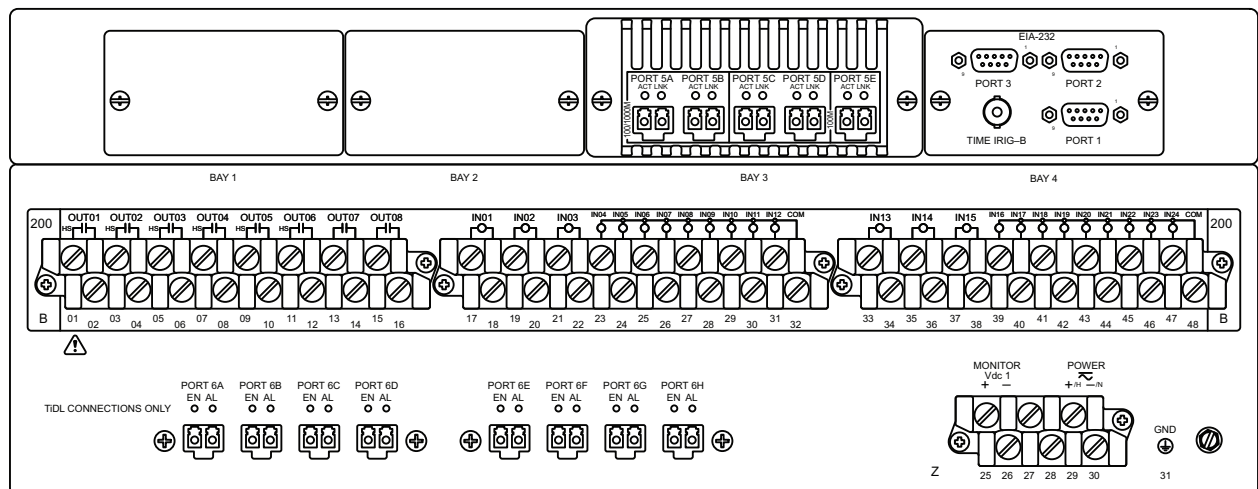 EIA-232
1 1
9 9
PORT 3 PORT 2
PORT 5A PORT 5B PORT 5C PORT 5D PORT 5E
ACT LNK ACT LNK ACT LNK ACT LNK ACT LNK
100/1000M 100M
1
9
TIME IRIG–B PORT 1
BAY 1 BAY 2 BAY 3 BAY 4
200 OUT01 OUT02 OUT03 OUT04 OUT05 OUT06 OUT07 OUT08 IN01 IN02 IN03 IN04 IN05 IN06 IN07 IN08 IN09 IN10 IN11 IN12 COM IN13 IN14 IN15 IN16 IN17 IN18 IN19 IN20 IN21 IN22 IN23 IN24 COM 200
HS HS HS HS HS HS
B 01 02 03 04 05 06 07 08 09 10 11 12 13 14 15 16 17 18 19 20 21 22 23 24 25 26 27 28 29 30 31 32 33 34 35 36 37 38 39 40 41 42 43 44 45 46 47 48 B
MONITOR POWER
Vdc 1
+ – +/H –/N
PORT 6A PORT 6B PORT 6C PORT 6D PORT 6E PORT 6F PORT 6G PORT 6H
EN AL EN AL EN AL EN AL EN AL EN AL EN AL EN AL
TiDL CONNECTIONS ONLY
GND
Z 25 26 27 28 29 30 31